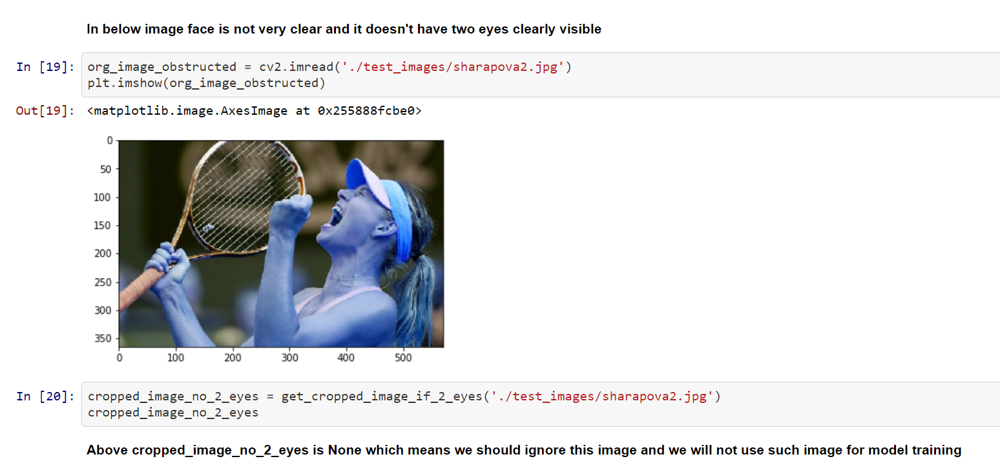 In below image face is not very clear and it doesn't have two eyes clearly visible
In [19]: org_image_obstructed = cv2.imread('./test_images/sharapova2.jpg')
plt.imshow(org_image_obstructed)
Out[19]: <matplotlib.image.AxesImage at 0x255888fcbe0>
0
50
100
150
200
250
300
350
0 100 200 300 400 500
In [20]: cropped_image_no_2_eyes = get_cropped_image_if_2_eyes('./test_images/sharapova2.jpg')
cropped_image_no_2_eyes
Above cropped_image_no_2_eyes is None which means we should ignore this image and we will not use such image for model training